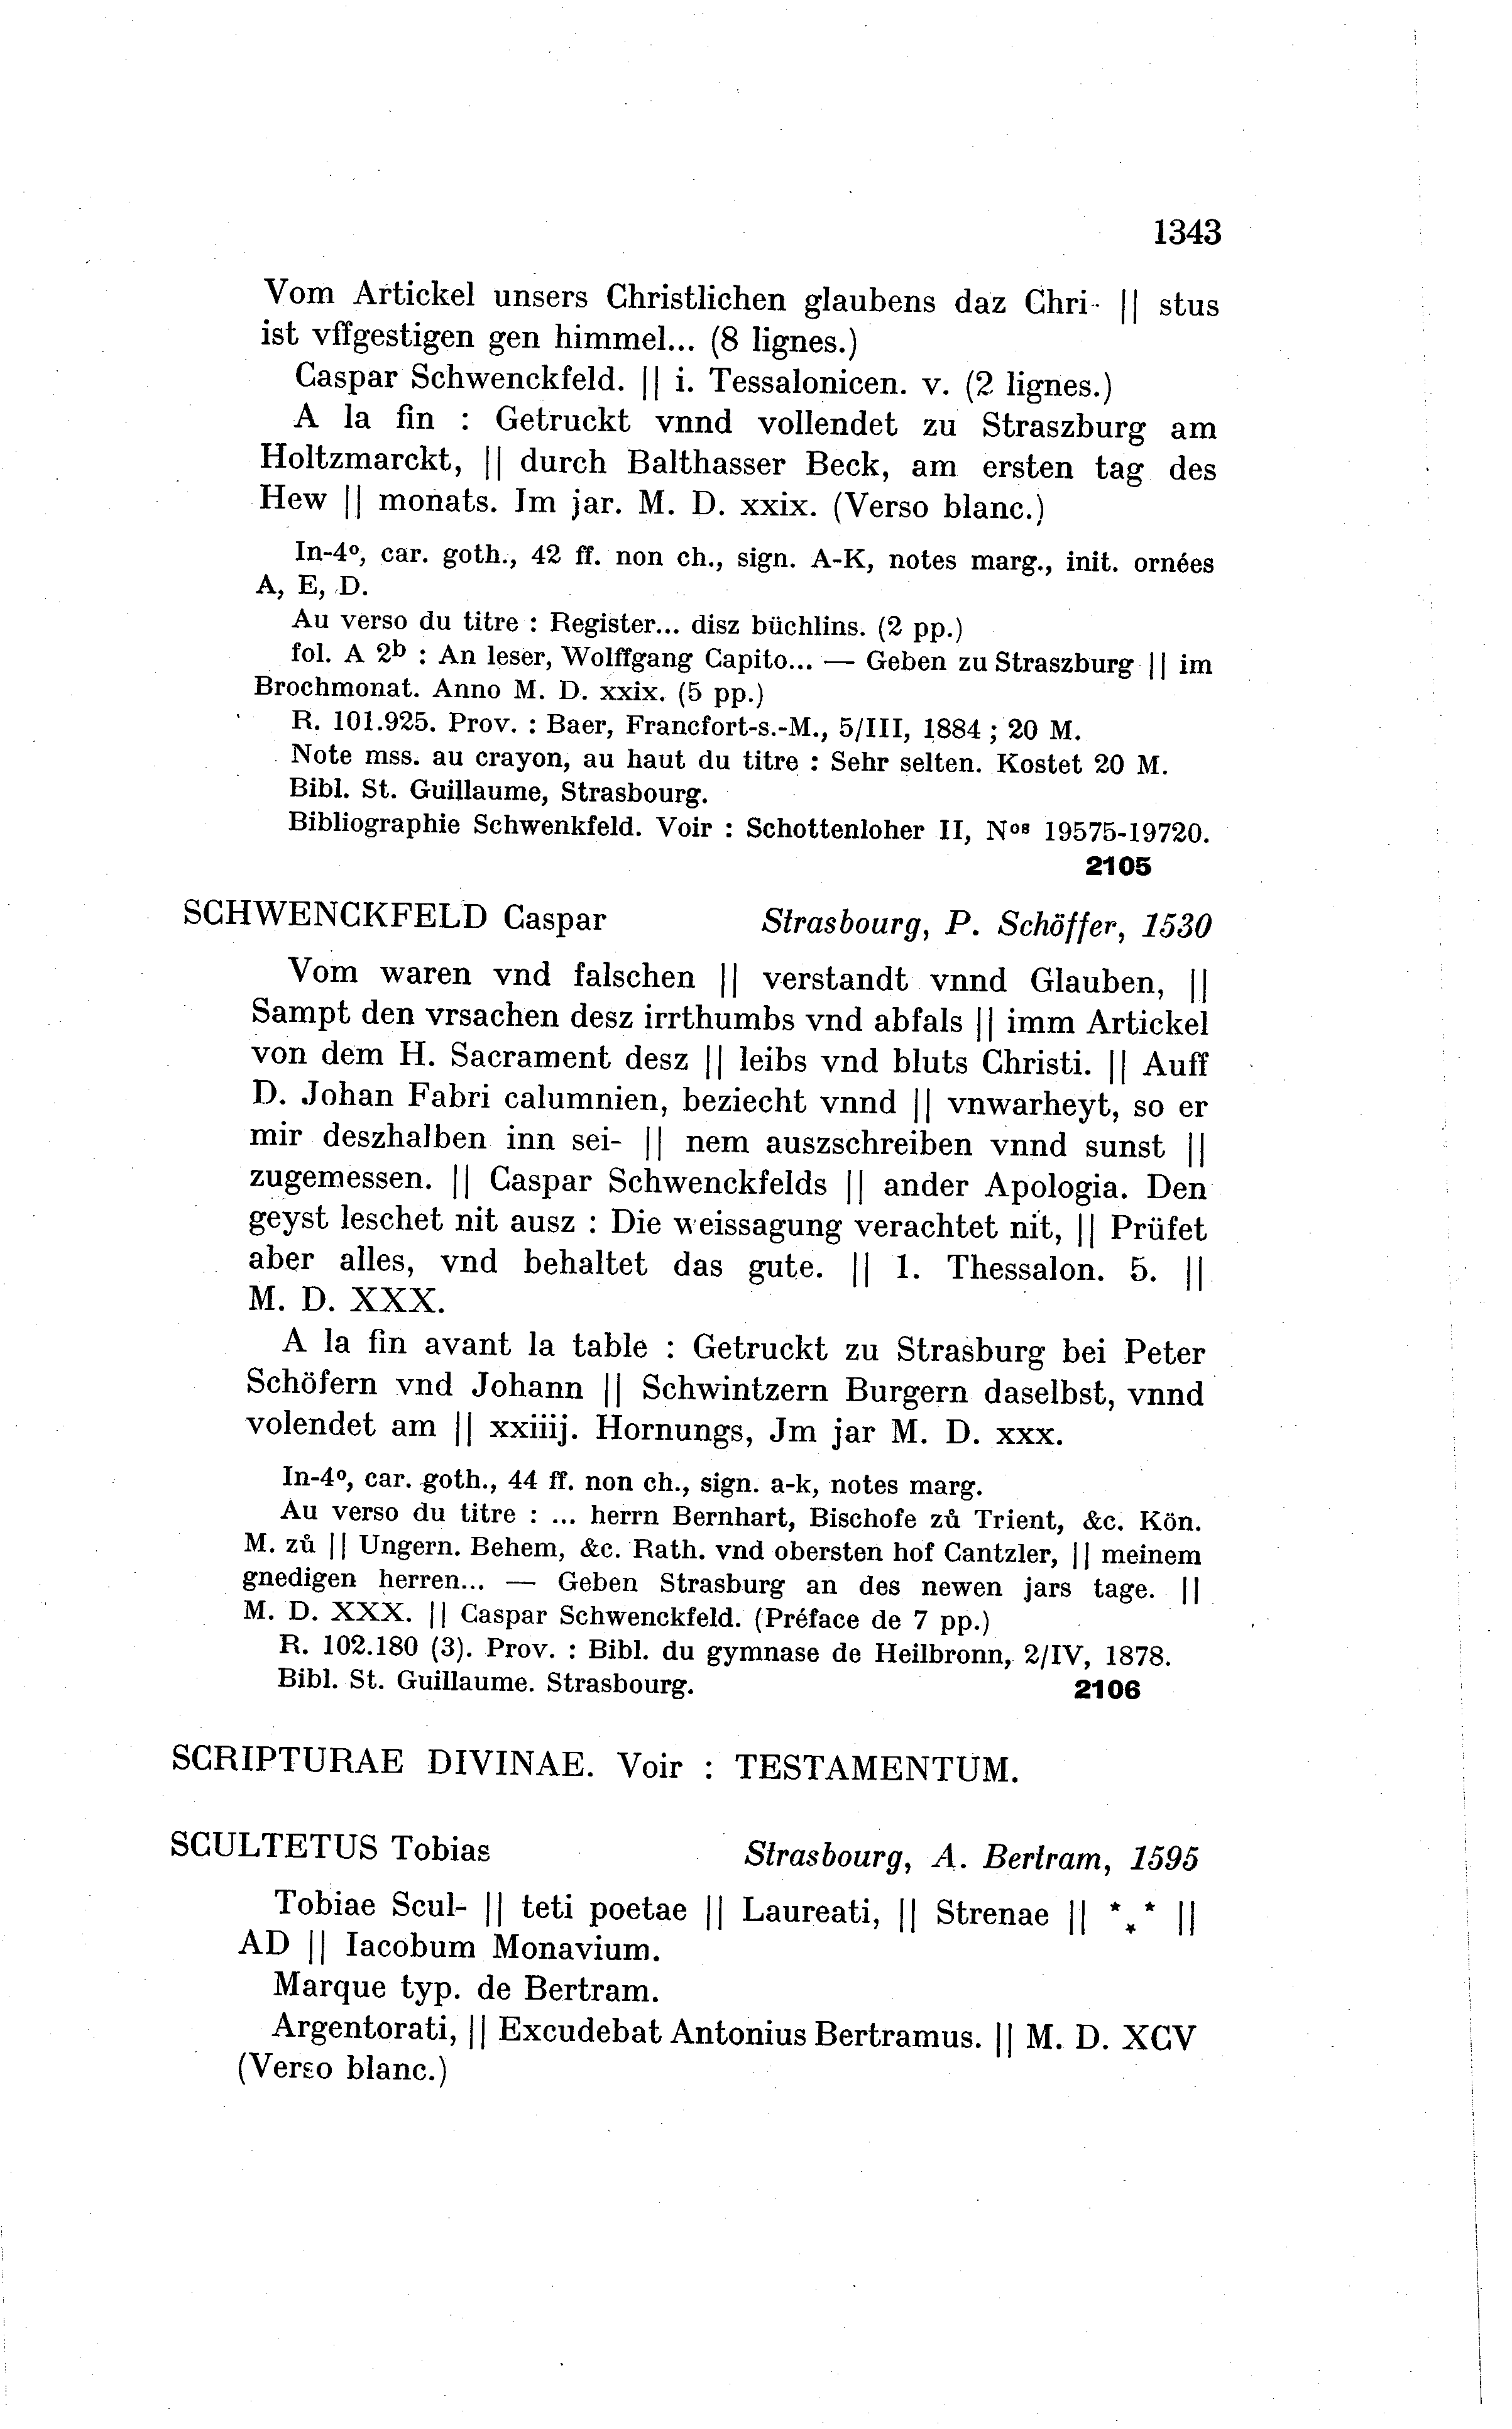 1343
Vom Artickel unsers Christlichen glaubens daz Chri- || stus
ist vffgestigen gen himmel... (8 lignes.)
Caspar Schwenckfeld. || i. Tessalonicen. v. (2 lignes.)
A la fin : Getruckt vnnd vollendet zu Straszburg am
Holtzmarckt, || durch Balthasser Beck, am ersten tag des
Hew || monats. Im jar. M. D. xxix. (Verso blanc.)
In-4º, car. goth., 42 ff. non ch., sign. A-K, notes marg., init. ornées
A, E, D.
Au verso du titre : Register... disz büchlins. (2 pp.)
fol. A 2ᵇ : An leser, Wolffgang Capito... — Geben zu Straszburg || im
Brochmonat. Anno M. D. xxix. (5 pp.)
R. 101.925. Prov. : Baer, Francfort-s.-M., 5/III, 1884 ; 20 M.
Note mss. au crayon, au haut du titre : Sehr selten. Kostet 20 M.
Bibl. St. Guillaume, Strasbourg.
Bibliographie Schwenkfeld. Voir : Schottenloher II, Nᵒˢ 19575-19720.
2105
SCHWENCKFELD Caspar Strasbourg, P. Schöffer, 1530
Vom waren vnd falschen || verstandt vnnd Glauben, ||
Sampt den vrsachen desz irrthumbs vnd abfals || imm Artickel
von dem H. Sacrament desz || leibs vnd bluts Christi. || Auff
D. Johan Fabri calumnien, beziecht vnnd || vnwarheyt, so er
mir deszhalben inn sei- || nem auszschreiben vnnd sunst ||
zugemessen. || Caspar Schwenckfelds || ander Apologia. Den
geyst leschet nit ausz : Die weissagung verachtet nit, || Prüfet
aber alles, vnd behaltet das gute. || 1. Thessalon. 5. ||
M. D. XXX.
A la fin avant la table : Getruckt zu Strasburg bei Peter
Schöfern vnd Johann || Schwintzern Burgern daselbst, vnnd
volendet am || xxiiij. Hornungs, Jm jar M. D. xxx.
In-4º, car. goth., 44 ff. non ch., sign. a-k, notes marg.
Au verso du titre : ... herrn Bernhart, Bischofe zů Trient, &c. Kön.
M. zů || Ungern. Behem, &c. Rath. vnd obersten hof Cantzler, || meinem
gnedigen herren... — Geben Strasburg an des newen jars tage. ||
M. D. XXX. || Caspar Schwenckfeld. (Préface de 7 pp.)
R. 102.180 (3). Prov. : Bibl. du gymnase de Heilbronn, 2/IV, 1878.
Bibl. St. Guillaume. Strasbourg. 2106
SCRIPTURAE DIVINAE. Voir : TESTAMENTUM.
SCULTETUS Tobias Strasbourg, A. Bertram, 1595
Tobiae Scul- || teti poetae || Laureati, || Strenae || *⁎* ||
AD || Iacobum Monavium.
Marque typ. de Bertram.
Argentorati, || Excudebat Antonius Bertramus. || M. D. XCV
(Verso blanc.)